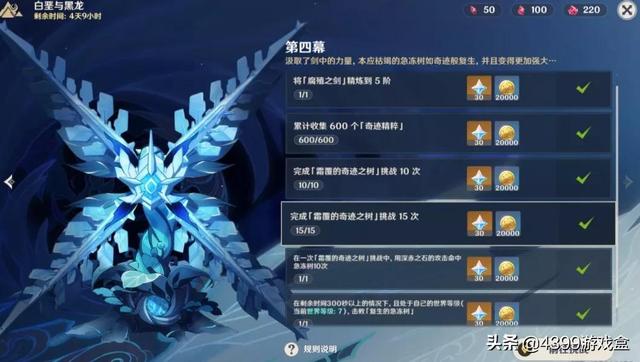 白垩与黑龙
剩余时间：4天9小时
50
100
220
第四幕
汲取了剑中的力量，本应枯竭的急冻树如奇迹般复生，并且变得更加强大…
将「腐殖之剑」精炼到 5 阶
1/1
30
20000
累计收集 600 个「奇迹精粹」
600/600
30
20000
完成「霜覆的奇迹之树」挑战 10 次
10/10
30
20000
完成「霜覆的奇迹之树」挑战 15 次
15/15
30
20000
在一次「霜覆的奇迹之树」挑战中，用深赤之石的攻击命中
急冻树10次
1/1
30
20000
在剩余时间300秒以上的情况下，且处于自己的世界等级(
当前世界等级：7 )，击败「复生的急冻树」
1/1
30
20000
? 规则说明
头条 @4399游戏盒